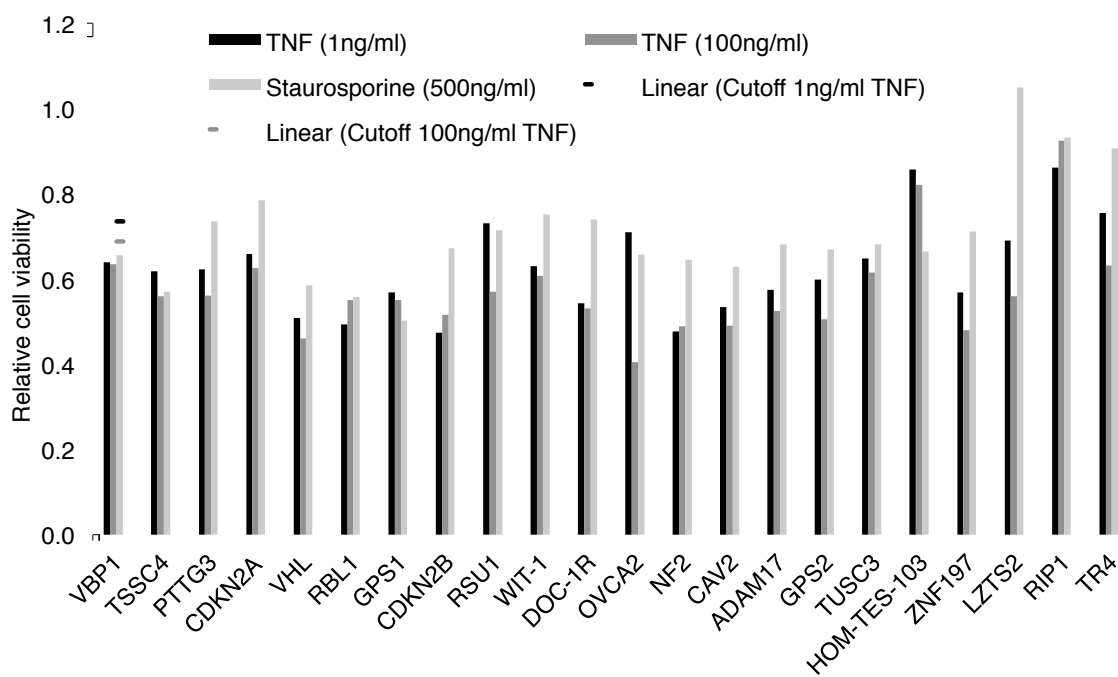 1.2
TNF (1ng/ml)
TNF (100ng/ml)
Staurosporine (500ng/ml)
Linear (Cutoff 1ng/ml TNF)
Linear (Cutoff 100ng/ml TNF)
1.0
0.8
0.6
0.4
0.2
0.0
Relative cell viability
VBP1
TSSC4
PTTG3
CDKN2A
VHL
RBL1
GPS1
CDKN2B
RSU1
WIT-1
DOC-1R
OVCA2
NF2
CAV2
ADAM17
GPS2
TUSC3
HOM-TES-103
ZNF197
LZTS2
RIP1
TR4